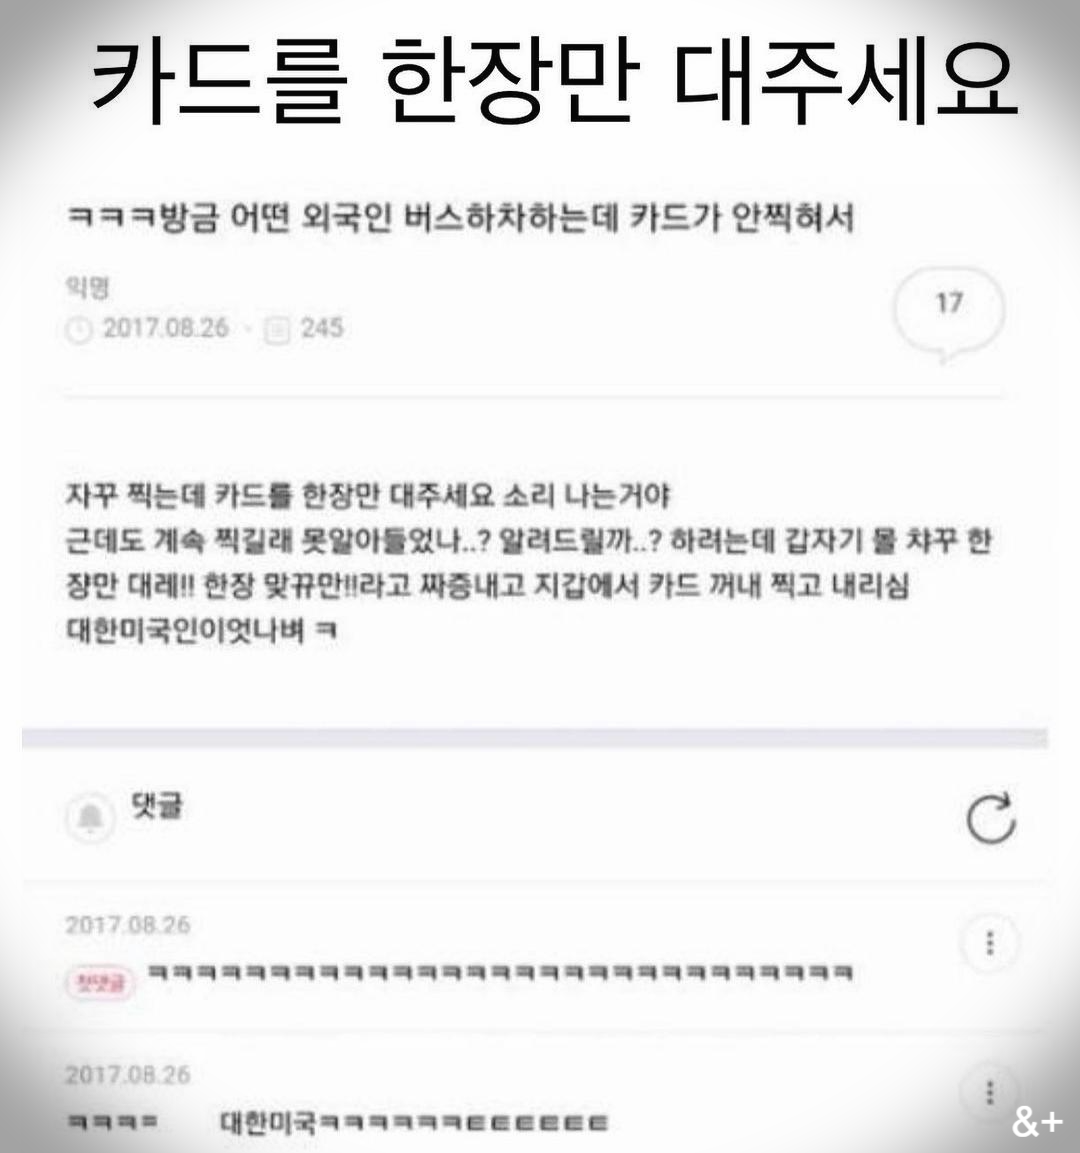 카드를 한장만 대주세요
ㅋㅋㅋ방금 어떤 외국인 버스하차하는데 카드가 안찍혀서
익명
2017.08.26 · 245
17
자꾸 찍는데 카드를 한장만 대주세요 소리 나는거야
근데도 계속 찍길래 못알아들었나..? 알려드릴까..? 하려는데 갑자기 몰 챠꾸 한
쟝만 대레!! 한장 맞뀨만!!라고 짜증내고 지갑에서 카드 꺼내 찍고 내리심
대한미국인이엇나벼 ㅋ
댓글
2017.08.26
첫댓글 ㅋㅋㅋㅋㅋㅋㅋㅋㅋㅋㅋㅋㅋㅋㅋㅋㅋㅋㅋㅋㅋㅋㅋㅋㅋㅋㅋㅋㅋ
2017.08.26
ㅋㅋㅋㅋ 대한미국ㅋㅋㅋㅋㅋㅋㅌㅌㅌㅌㅌㅌ
&+